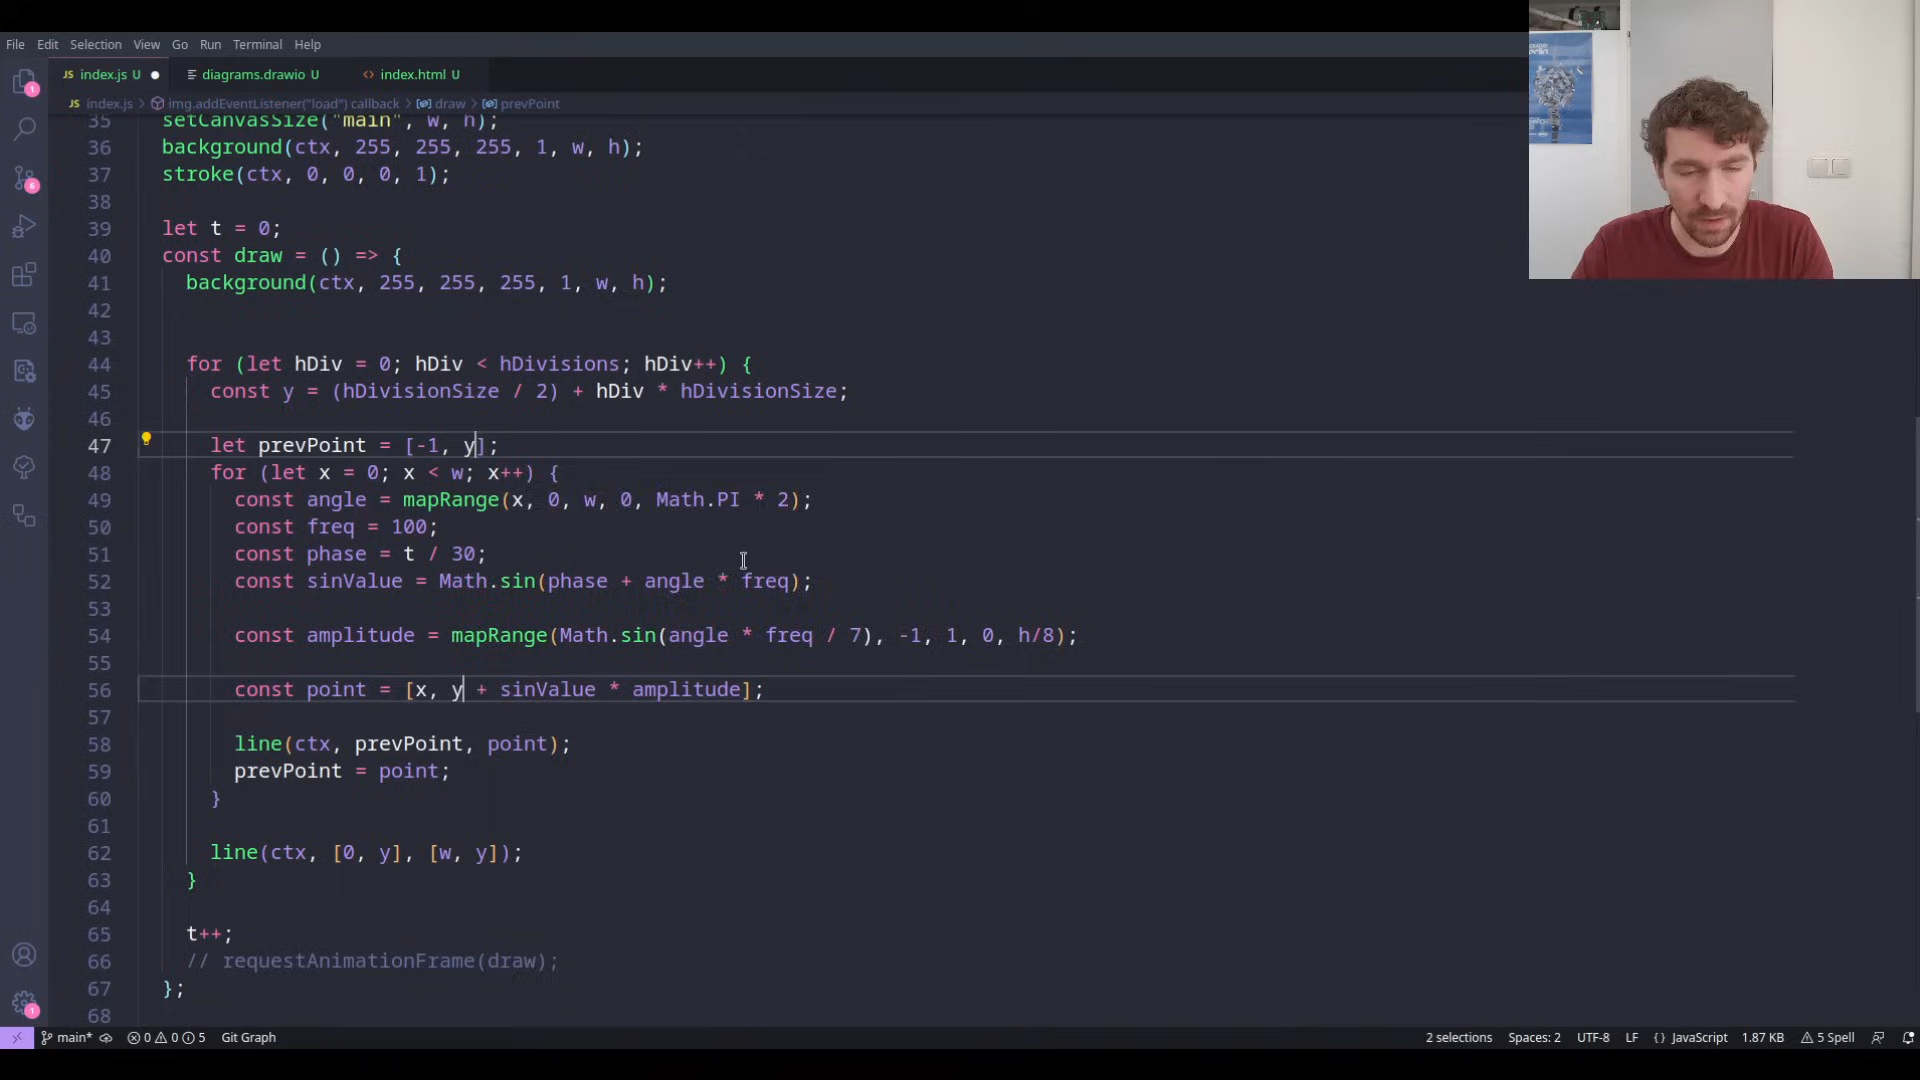 File Edit Selection View Go Run Terminal Help
JS index.js U diagrams.drawio U <> index.html U
JS index.js > img.addEventListener("load") callback > draw > prevPoint
35 setCanvasSize("main", w, h);
36 background(ctx, 255, 255, 255, 1, w, h);
37 stroke(ctx, 0, 0, 0, 1);
38
39 let t = 0;
40 const draw = () => {
41 background(ctx, 255, 255, 255, 1, w, h);
42
43
44 for (let hDiv = 0; hDiv < hDivisions; hDiv++) {
45 const y = (hDivisionSize / 2) + hDiv * hDivisionSize;
46
47 let prevPoint = [-1, y];
48 for (let x = 0; x < w; x++) {
49 const angle = mapRange(x, 0, w, 0, Math.PI * 2);
50 const freq = 100;
51 const phase = t / 30;
52 const sinValue = Math.sin(phase + angle * freq);
53
54 const amplitude = mapRange(Math.sin(angle * freq / 7), -1, 1, 0, h/8);
55
56 const point = [x, y + sinValue * amplitude];
57
58 line(ctx, prevPoint, point);
59 prevPoint = point;
60 }
61
62 line(ctx, [0, y], [w, y]);
63 }
64
65 t++;
66 // requestAnimationFrame(draw);
67 };
68
main* 0 0 5 Git Graph 2 selections Spaces: 2 UTF-8 LF {} JavaScript 1.87 KB 5 Spell